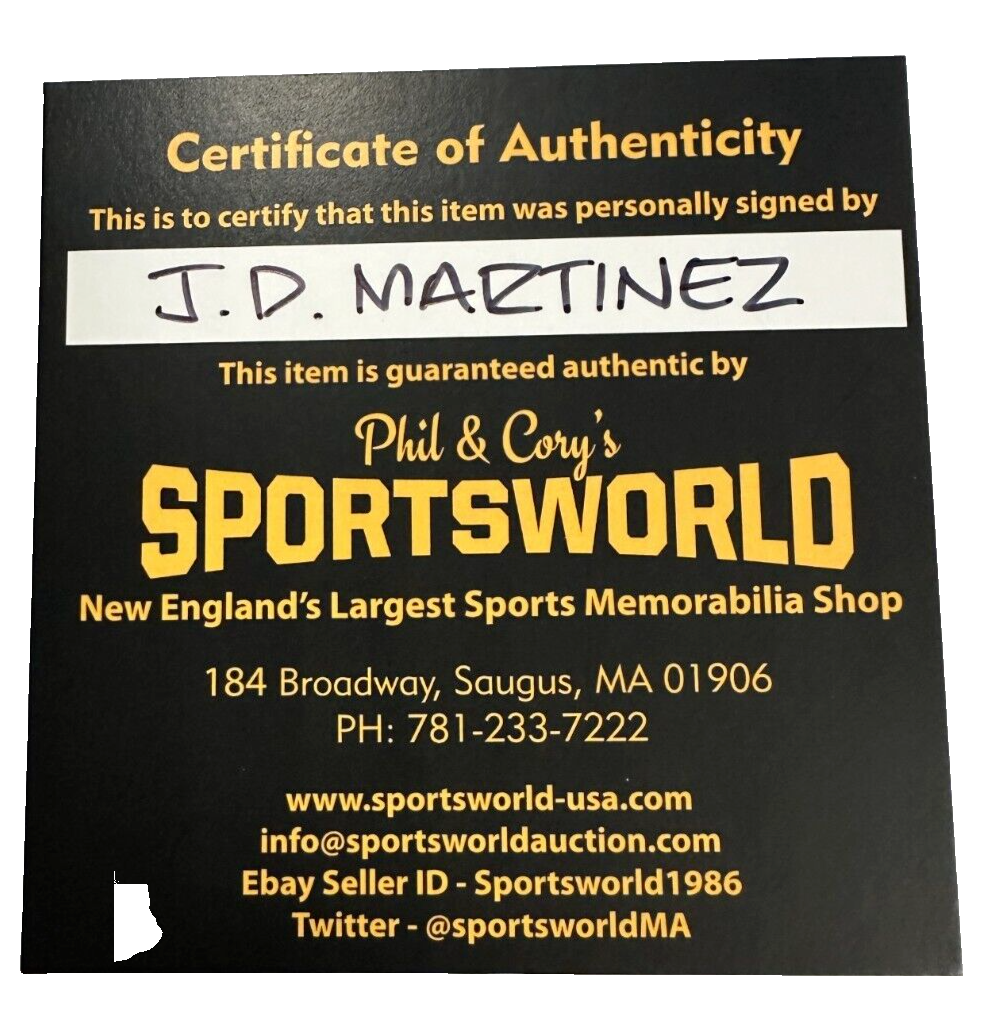 Certificate of Authenticity
This is to certify that this item was personally signed by
J.D. MARTINEZ
This item is guaranteed authentic by
Phil & Cory's
SPORTSWORLD
New England's Largest Sports Memorabilia Shop
184 Broadway, Saugus, MA 01906
PH: 781-233-7222
www.sportsworld-usa.com
info@sportsworldauction.com
Ebay Seller ID - Sportsworld1986
Twitter - @sportsworldMA